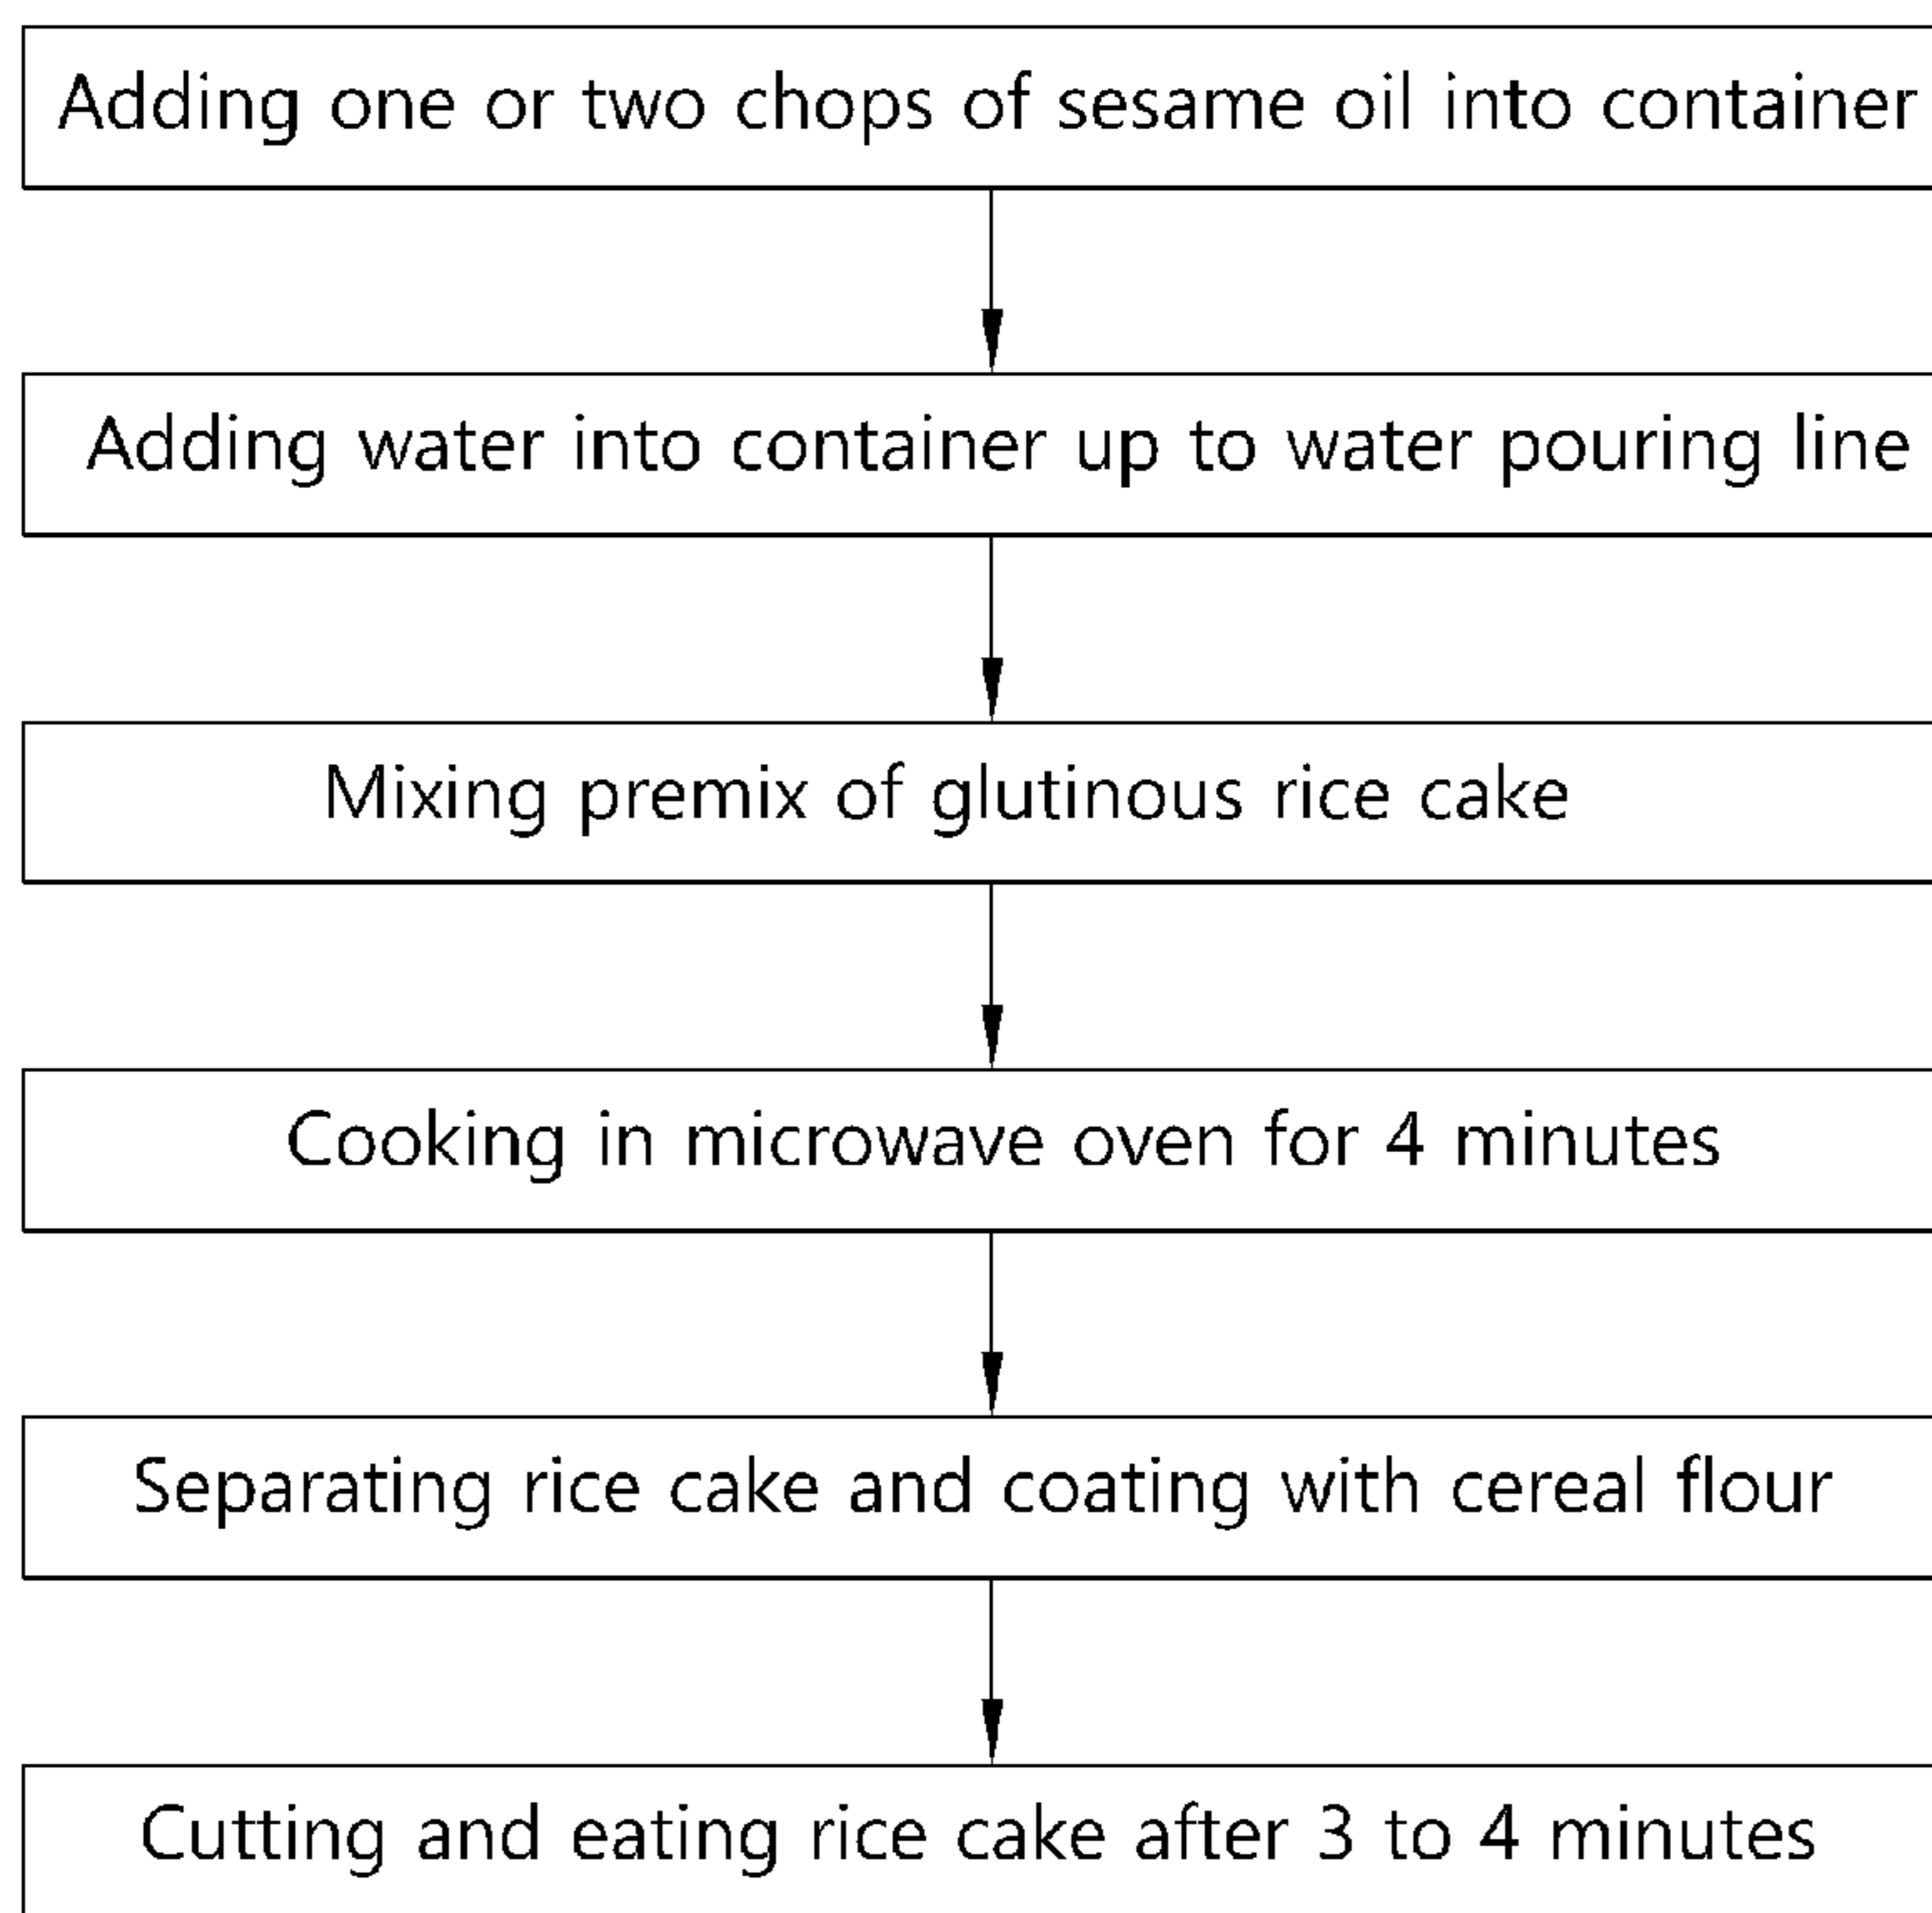 Adding one or two chops of sesame oil into container
Adding water into container up to water pouring line
Mixing premix of glutinous rice cake
Cooking in microwave oven for 4 minutes
Separating rice cake and coating with cereal flour
Cutting and eating rice cake after 3 to 4 minutes